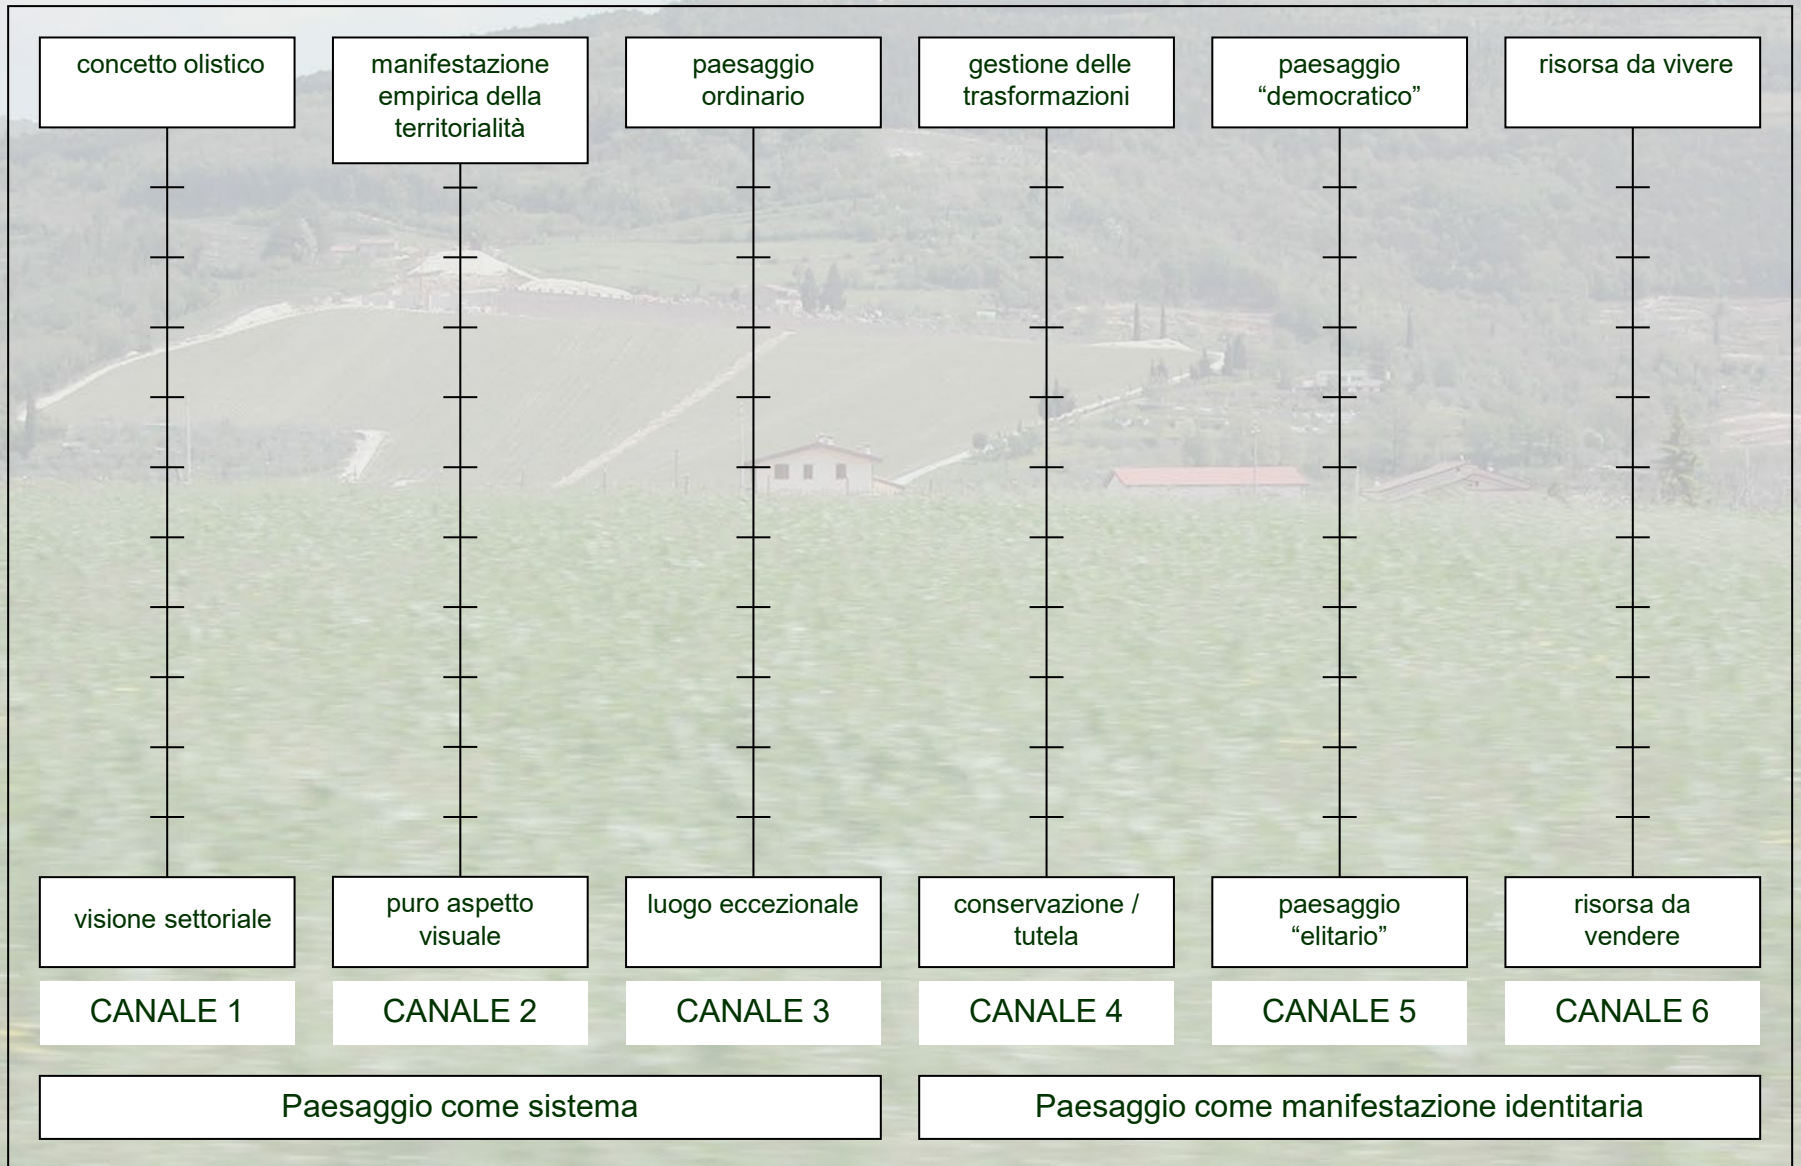 concetto olistico
manifestazione
empirica della
territorialità
paesaggio
ordinario
gestione delle
trasformazioni
paesaggio
“democratico”
risorsa da vivere
visione settoriale
puro aspetto
visuale
luogo eccezionale
conservazione /
tutela
paesaggio
“elitario”
risorsa da
vendere
CANALE 1
CANALE 2
CANALE 3
CANALE 4
CANALE 5
CANALE 6
Paesaggio come sistema
Paesaggio come manifestazione identitaria